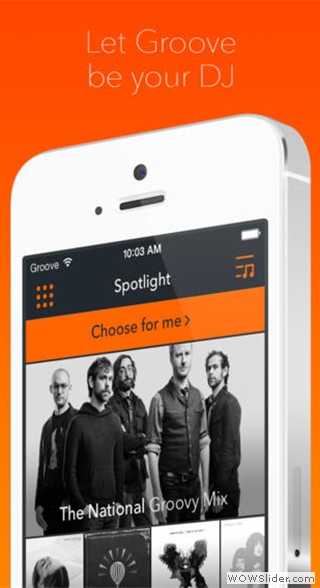 Let Groove
be your DJ
Groove 10:03 AM
Spotlight
Choose for me >
The National Groovy Mix
WOWSlider.com